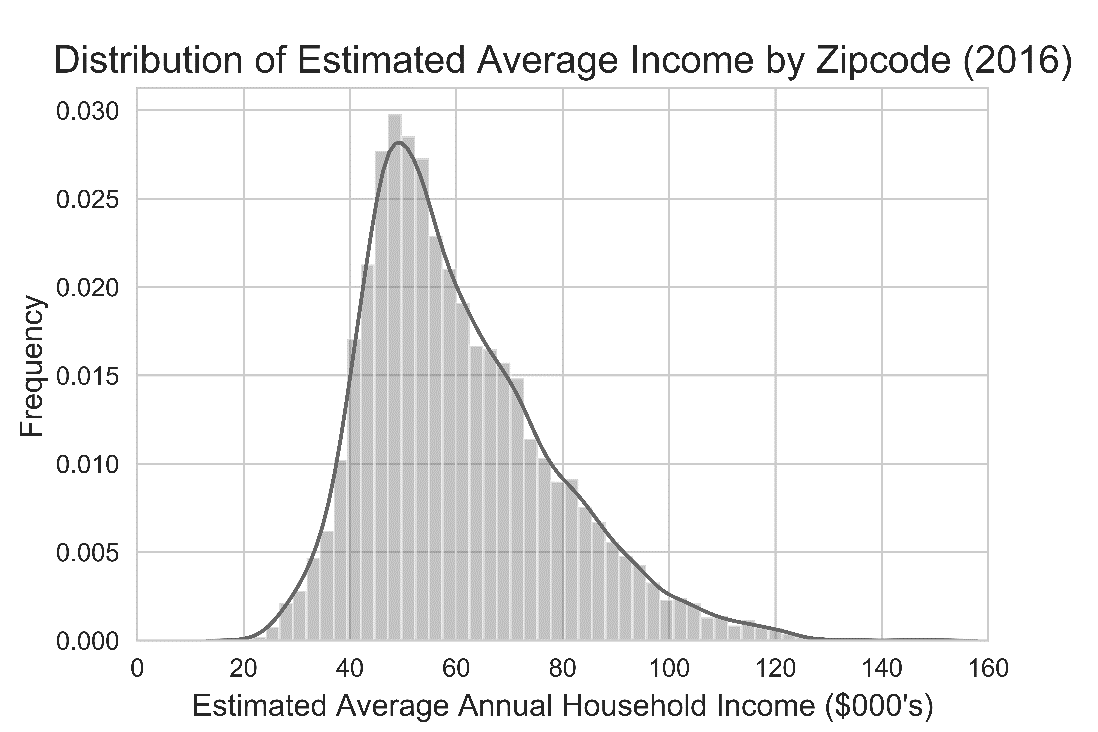 Distribution of Estimated Average Income by Zipcode (2016)
0.030
0.025
0.020
0.015
0.010
0.005
0.000
Frequency
0 20 40 60 80 100 120 140 160
Estimated Average Annual Household Income ($000's)